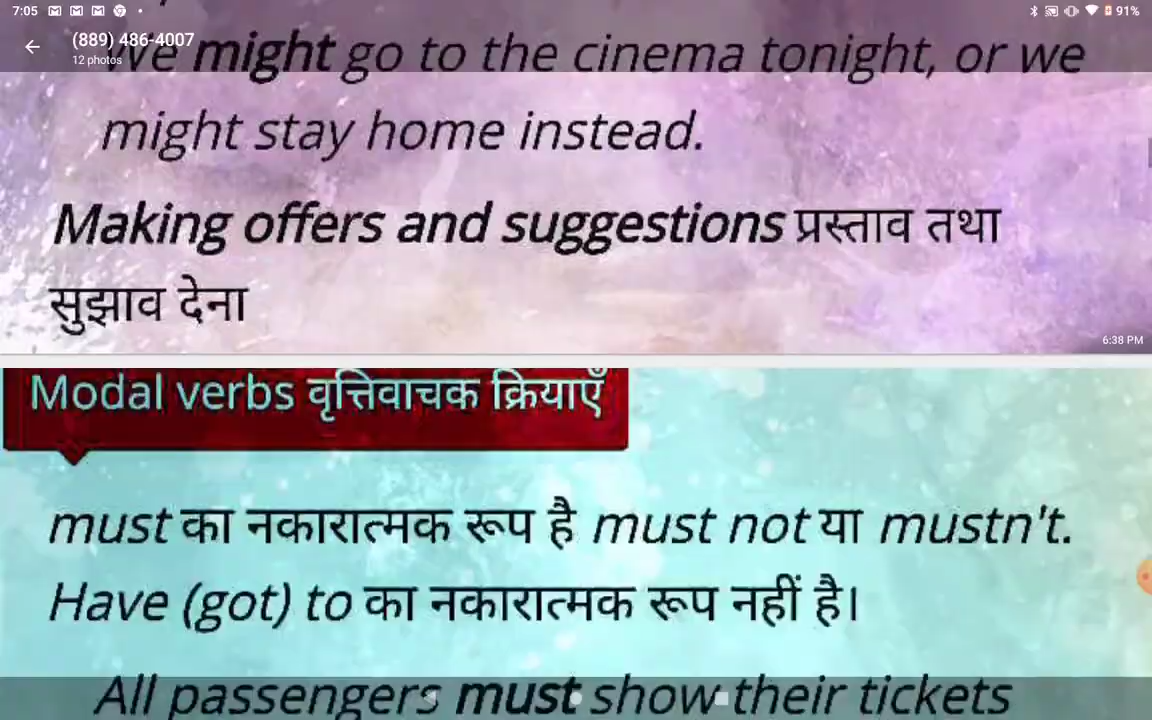 7:05
91%
(889) 486-4007
12 photos
We might go to the cinema tonight, or we
might stay home instead.
Making offers and suggestions प्रस्ताव तथा
सुझाव देना
6:38 PM
Modal verbs वृत्तिवाचक क्रियाएँ
must का नकारात्मक रूप है must not या mustn't.
Have (got) to का नकारात्मक रूप नहीं है।
All passengers must show their tickets